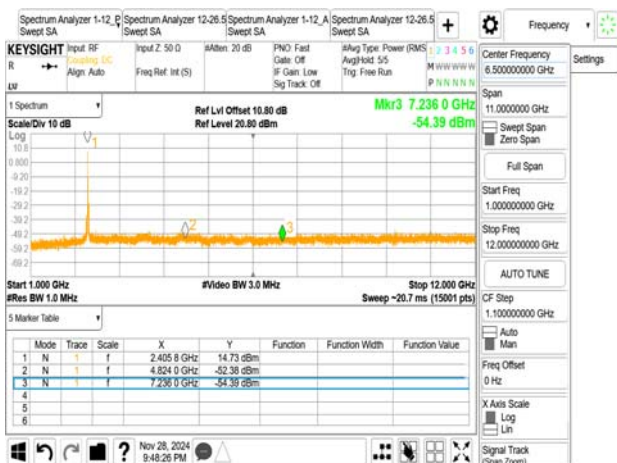 Spectrum Analyzer 1-12_P
Swept SA
Spectrum Analyzer 12-26.5
Swept SA
Spectrum Analyzer 1-12_A
Swept SA
Spectrum Analyzer 12-26.5
Swept SA
+
Frequency
KEYSIGHT
R
Input: RF
Coupling: DC
Align: Auto
Input Z: 50 Ω
Freq Ref: Int (S)
#Atten: 20 dB
PNO: Fast
Gate: Off
IF Gain: Low
Sig Track: Off
#Avg Type: Power (RMS
Avg|Hold: 5/5
Trig: Free Run
1 2 3 4 5 6
M W W W W W
P N N N N N
1 Spectrum
Scale/Div 10 dB
Ref Lvl Offset 10.80 dB
Ref Level 20.80 dBm
Mkr3 7.236 0 GHz
-54.39 dBm
Log
10.8
0.800
-9.20
-19.2
-29.2
-39.2
-49.2
-59.2
-69.2
1
2
3
Start 1.000 GHz
#Res BW 1.0 MHz
#Video BW 3.0 MHz
Stop 12.000 GHz
Sweep ~20.7 ms (15001 pts)
5 Marker Table
Mode Trace Scale X Y Function Function Width Function Value
1 N 1 f 2.405 8 GHz 14.73 dBm
2 N 1 f 4.824 0 GHz -52.38 dBm
3 N 1 f 7.236 0 GHz -54.39 dBm
4
5
6
?
Nov 28, 2024
9:48:26 PM
Center Frequency
6.500000000 GHz
Settings
Span
11.0000000 GHz
Swept Span
Zero Span
Full Span
Start Freq
1.000000000 GHz
Stop Freq
12.000000000 GHz
AUTO TUNE
CF Step
1.100000000 GHz
Auto
Man
Freq Offset
0 Hz
X Axis Scale
Log
Lin
Signal Track
(Span Zoom)